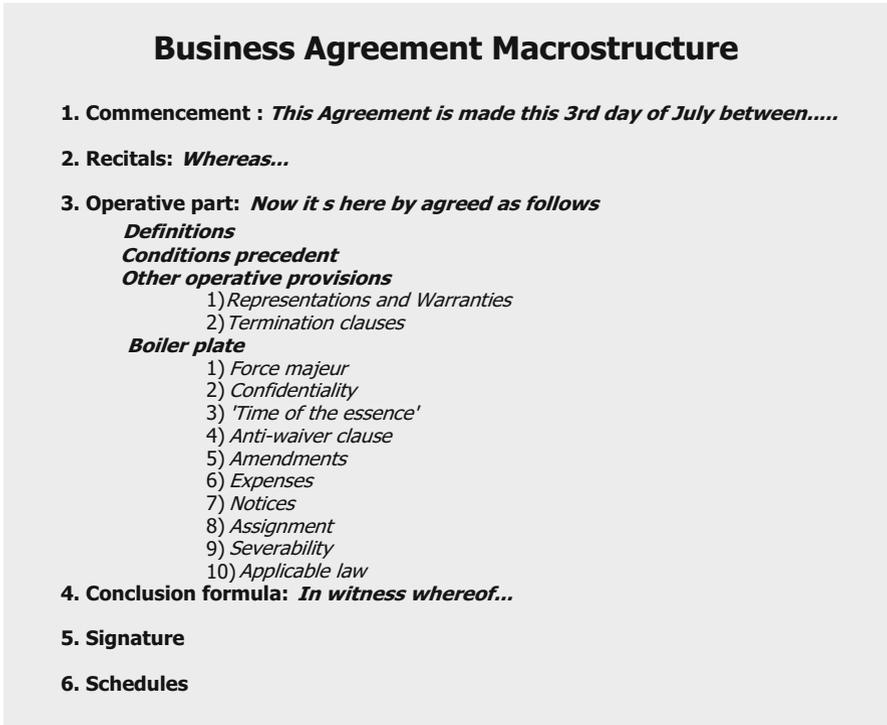 Business Agreement Macrostructure
1. Commencement : This Agreement is made this 3rd day of July between.....
2. Recitals: Whereas...
3. Operative part: Now it s here by agreed as follows
Definitions
Conditions precedent
Other operative provisions
1) Representations and Warranties
2) Termination clauses
Boiler plate
1) Force majeur
2) Confidentiality
3) 'Time of the essence'
4) Anti-waiver clause
5) Amendments
6) Expenses
7) Notices
8) Assignment
9) Severability
10) Applicable law
4. Conclusion formula: In witness whereof...
5. Signature
6. Schedules